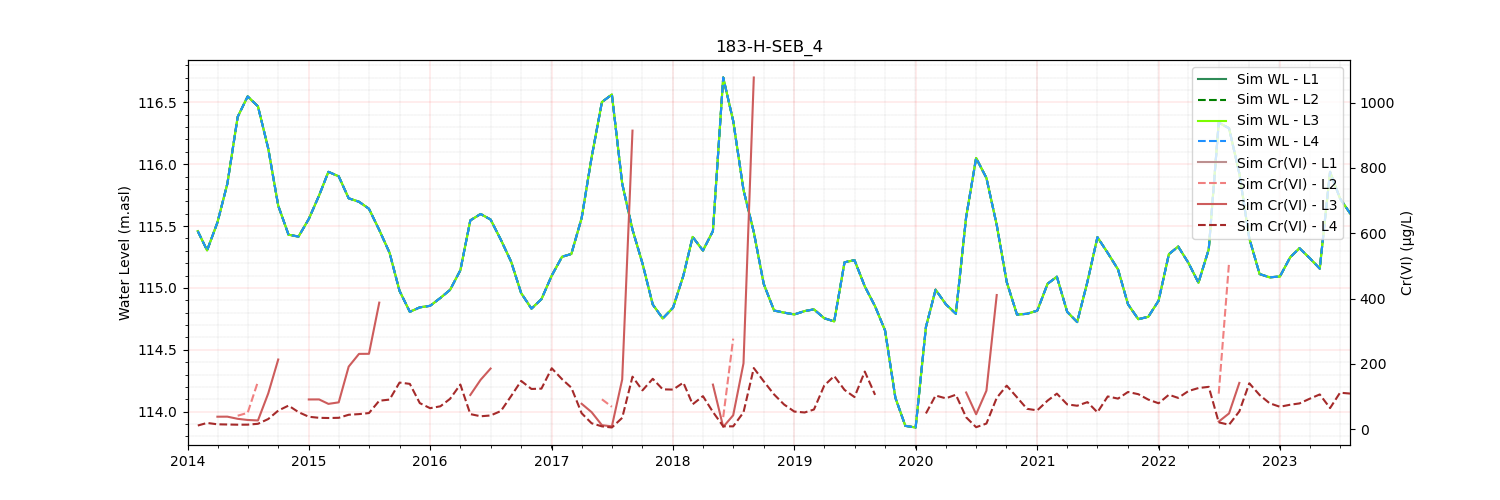 183-H-SEB_4
Water Level (m.asl)
116.5
116.0
115.5
115.0
114.5
114.0
Sim WL - L1
Sim WL - L2
Sim WL - L3
Sim WL - L4
Sim Cr(VI) - L1
Sim Cr(VI) - L2
Sim Cr(VI) - L3
Sim Cr(VI) - L4
1000
800
600
400
200
0
Cr(VI) (µg/L)
2014 2015 2016 2017 2018 2019 2020 2021 2022 2023